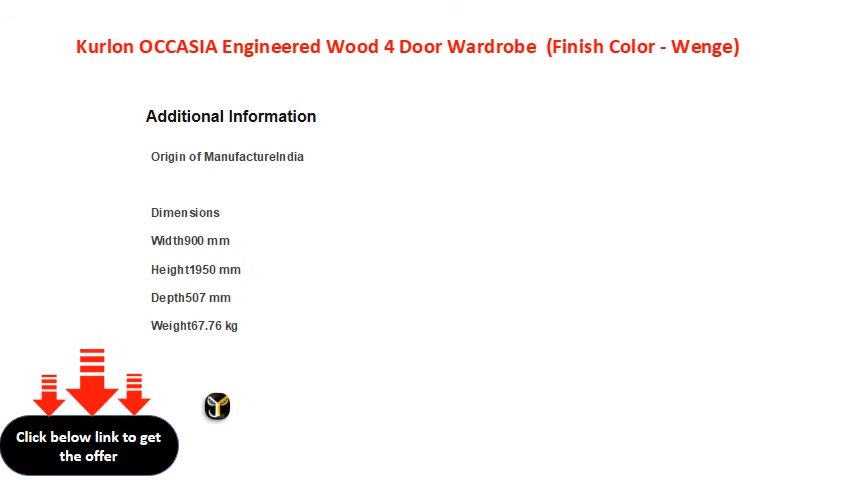 Kurlon OCCASIA Engineered Wood 4 Door Wardrobe (Finish Color - Wenge)
Additional Information
Origin of ManufactureIndia
Dimensions
Width900 mm
Height1950 mm
Depth507 mm
Weight67.76 kg
Click below link to get
the offer